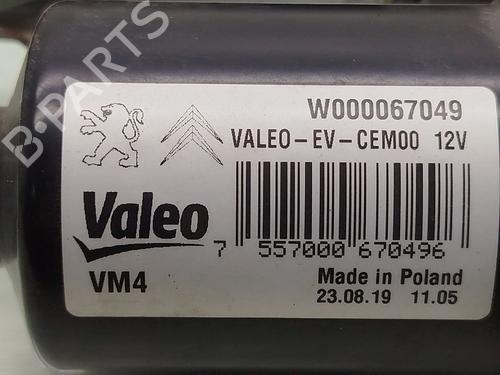 B-PARTS
W000067049
VALEO-EV-CEM00 12V
Valeo
7 557000 670496
VM4
Made in Poland
23.08.19 11.05